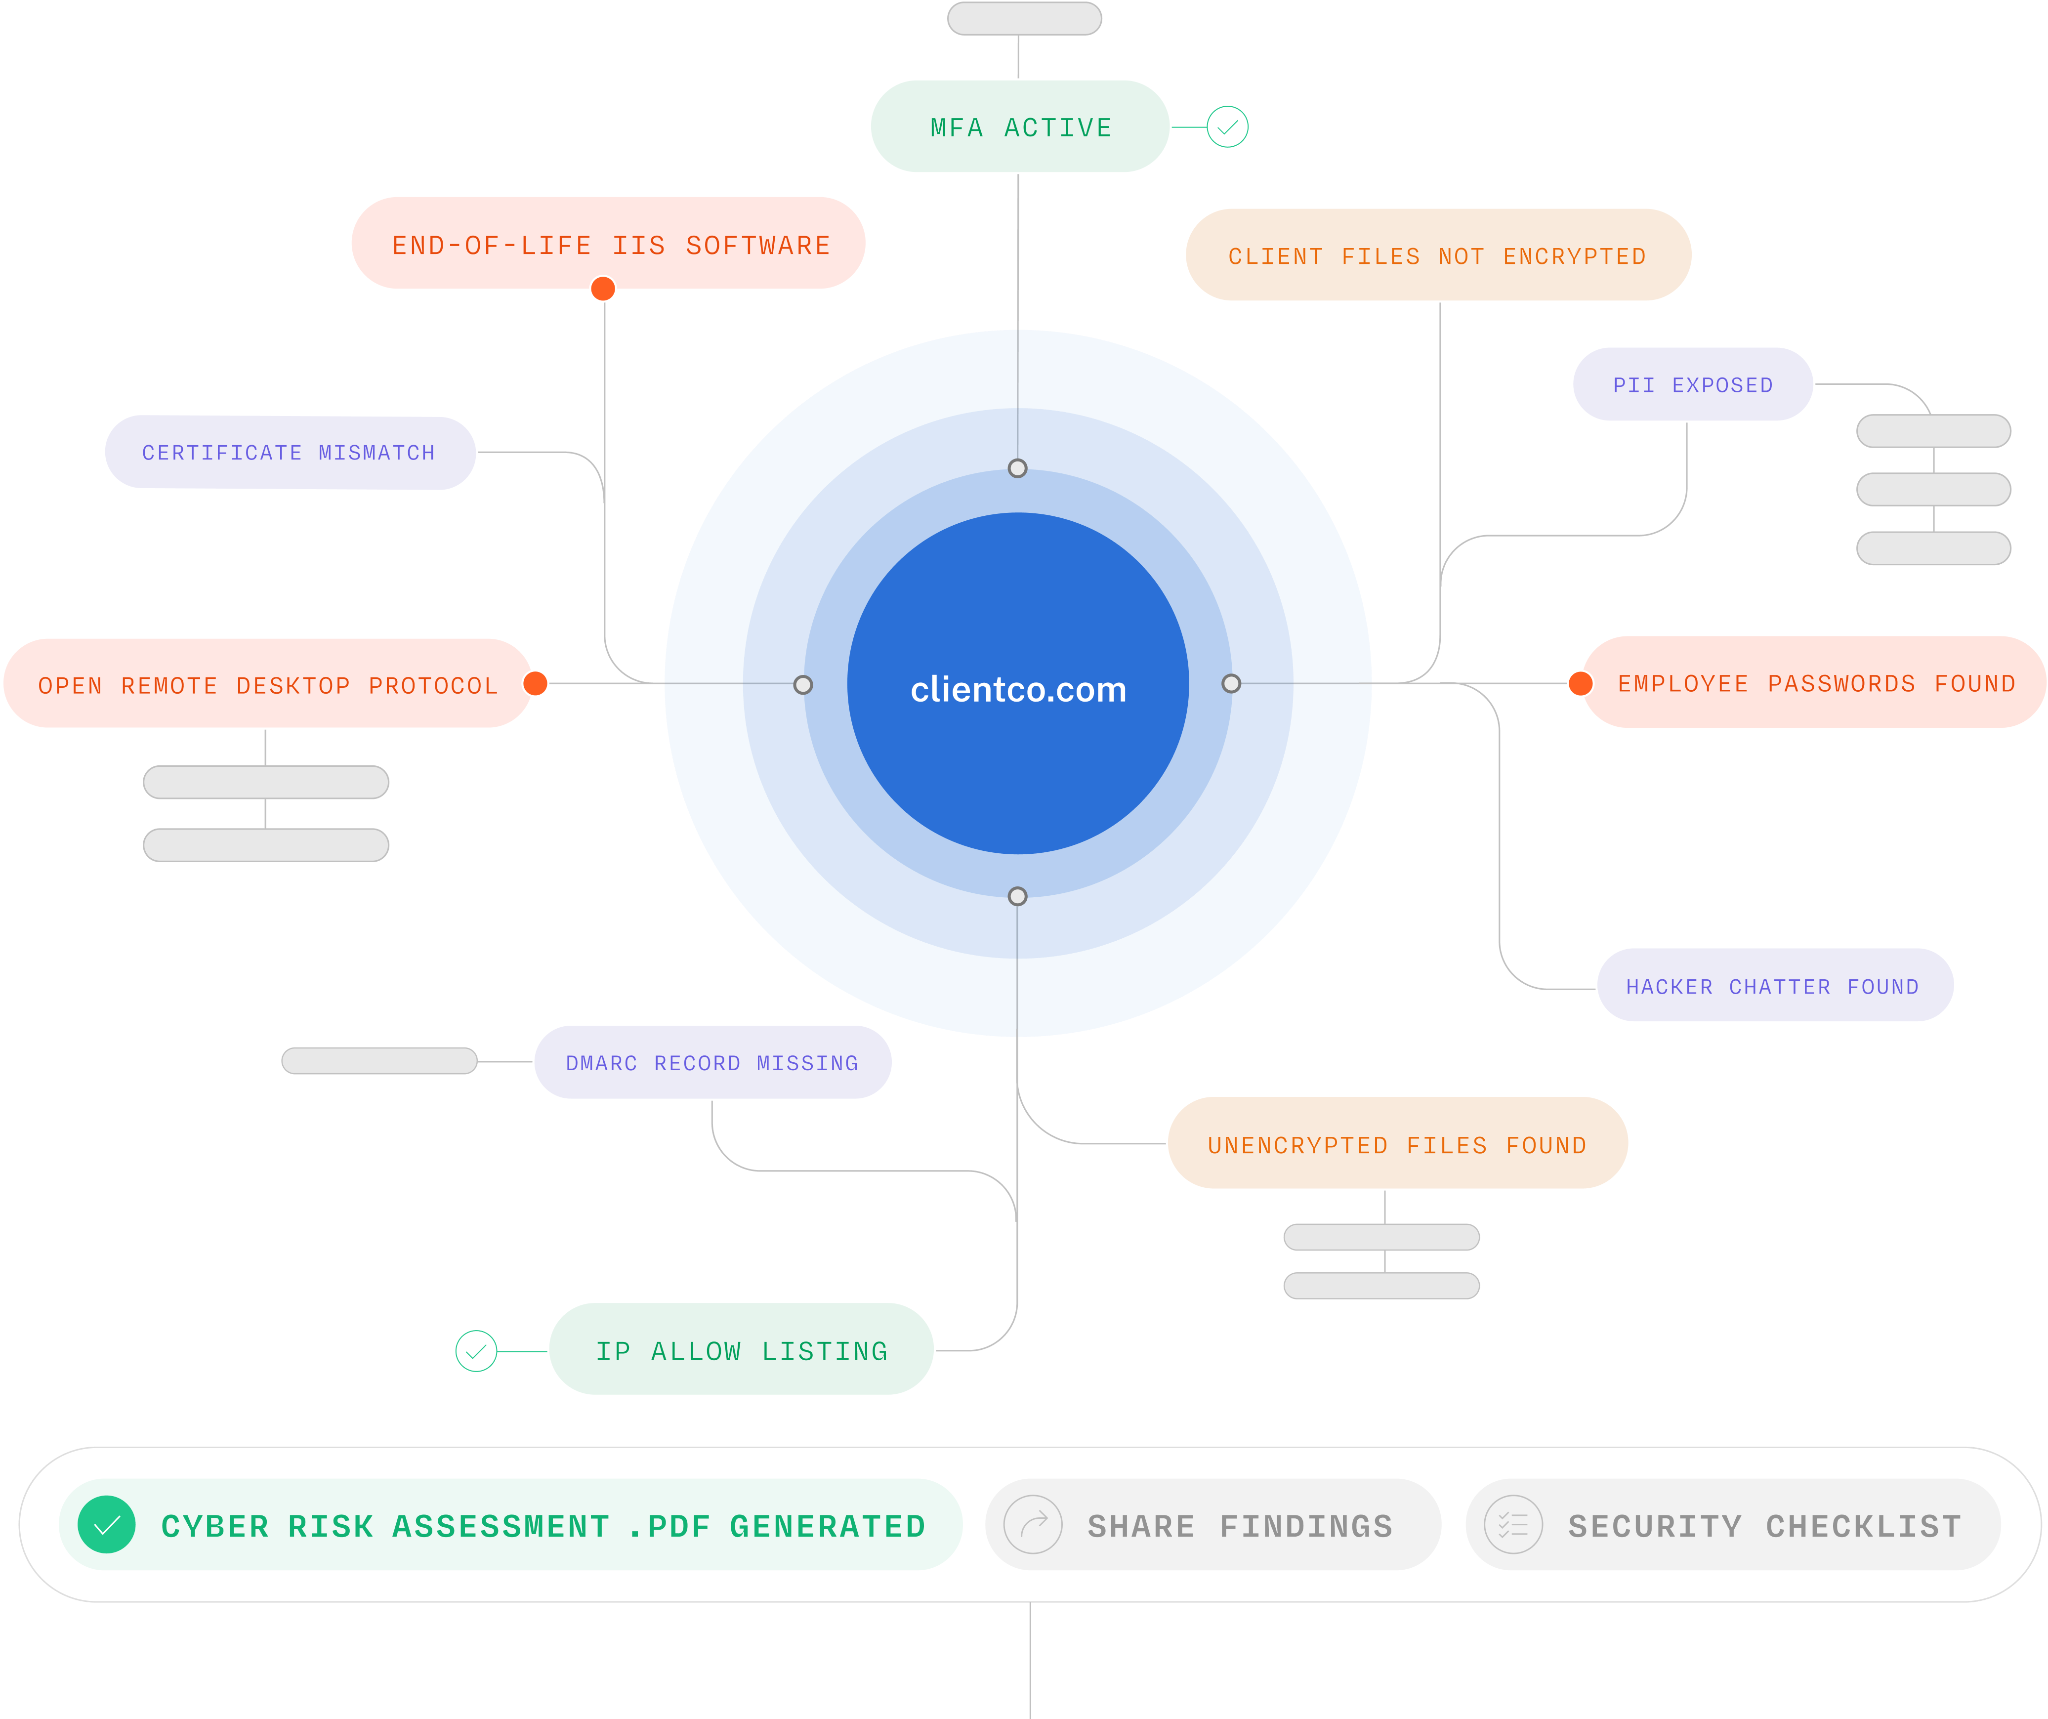 MFA ACTIVE
END-OF-LIFE IIS SOFTWARE
CLIENT FILES NOT ENCRYPTED
PII EXPOSED
CERTIFICATE MISMATCH
OPEN REMOTE DESKTOP PROTOCOL
clientco.com
EMPLOYEE PASSWORDS FOUND
HACKER CHATTER FOUND
DMARC RECORD MISSING
UNENCRYPTED FILES FOUND
IP ALLOW LISTING
CYBER RISK ASSESSMENT .PDF GENERATED
SHARE FINDINGS
SECURITY CHECKLIST